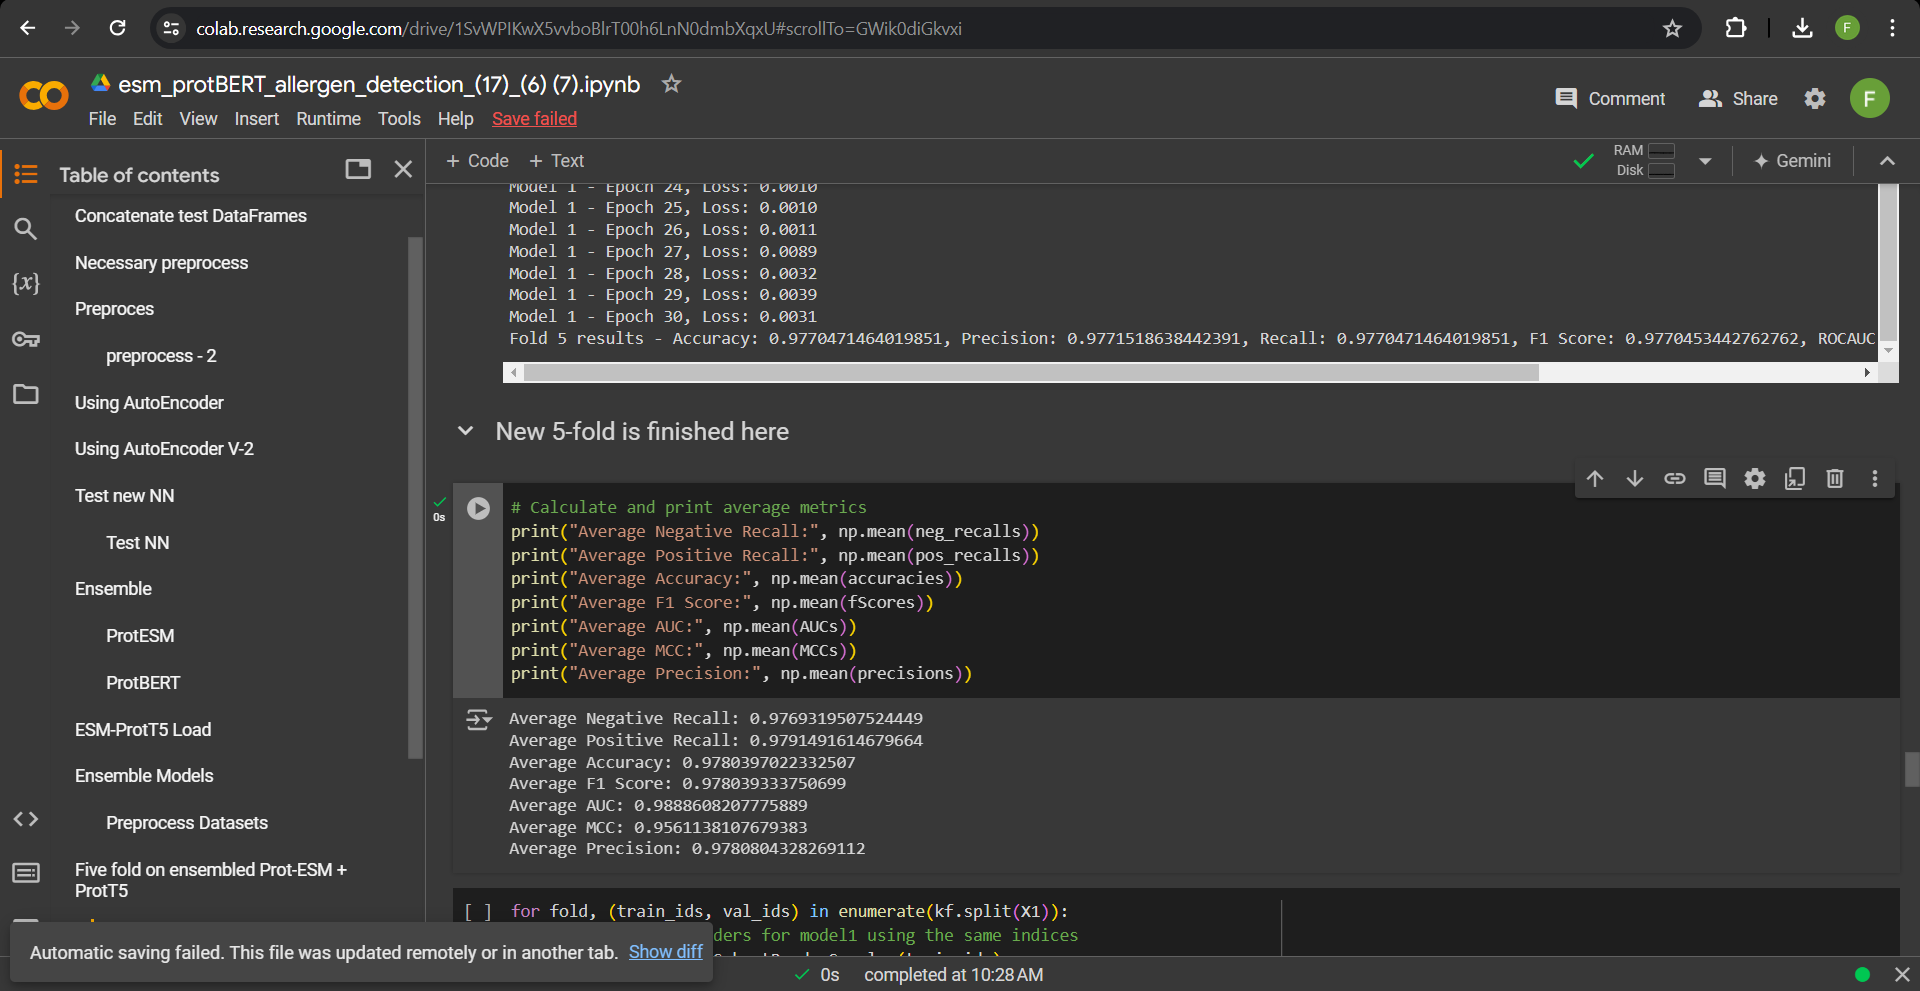 colab.research.google.com/drive/1SvWPIKwX5vvboBlrT00h6LnN0dmbXqxU#scrollTo=GWik0diGkvxi
F
esm_protBERT_allergen_detection_(17)_(6) (7).ipynb
Comment
Share
F
File Edit View Insert Runtime Tools Help Save failed
Table of contents
+ Code + Text
RAM
Disk
Gemini
Concatenate test DataFrames
Necessary preprocess
Preproces
preprocess - 2
Using AutoEncoder
Using AutoEncoder V-2
Test new NN
Test NN
Ensemble
ProtESM
ProtBERT
ESM-ProtT5 Load
Ensemble Models
Preprocess Datasets
Five fold on ensembled Prot-ESM +
ProtT5
{x}
Model 1 - Epoch 24, Loss: 0.0010
Model 1 - Epoch 25, Loss: 0.0010
Model 1 - Epoch 26, Loss: 0.0011
Model 1 - Epoch 27, Loss: 0.0089
Model 1 - Epoch 28, Loss: 0.0032
Model 1 - Epoch 29, Loss: 0.0039
Model 1 - Epoch 30, Loss: 0.0031
Fold 5 results - Accuracy: 0.9770471464019851, Precision: 0.9771518638442391, Recall: 0.9770471464019851, F1 Score: 0.9770453442762762, ROCAUC
New 5-fold is finished here
0s
# Calculate and print average metrics
print("Average Negative Recall:", np.mean(neg_recalls))
print("Average Positive Recall:", np.mean(pos_recalls))
print("Average Accuracy:", np.mean(accuracies))
print("Average F1 Score:", np.mean(fScores))
print("Average AUC:", np.mean(AUCs))
print("Average MCC:", np.mean(MCCs))
print("Average Precision:", np.mean(precisions))
Average Negative Recall: 0.9769319507524449
Average Positive Recall: 0.9791491614679664
Average Accuracy: 0.9780397022332507
Average F1 Score: 0.978039333750699
Average AUC: 0.9888608207775889
Average MCC: 0.9561138107679383
Average Precision: 0.9780804328269112
[ ] for fold, (train_ids, val_ids) in enumerate(kf.split(X1)):
ders for model1 using the same indices
Automatic saving failed. This file was updated remotely or in another tab. Show diff
0s completed at 10:28 AM